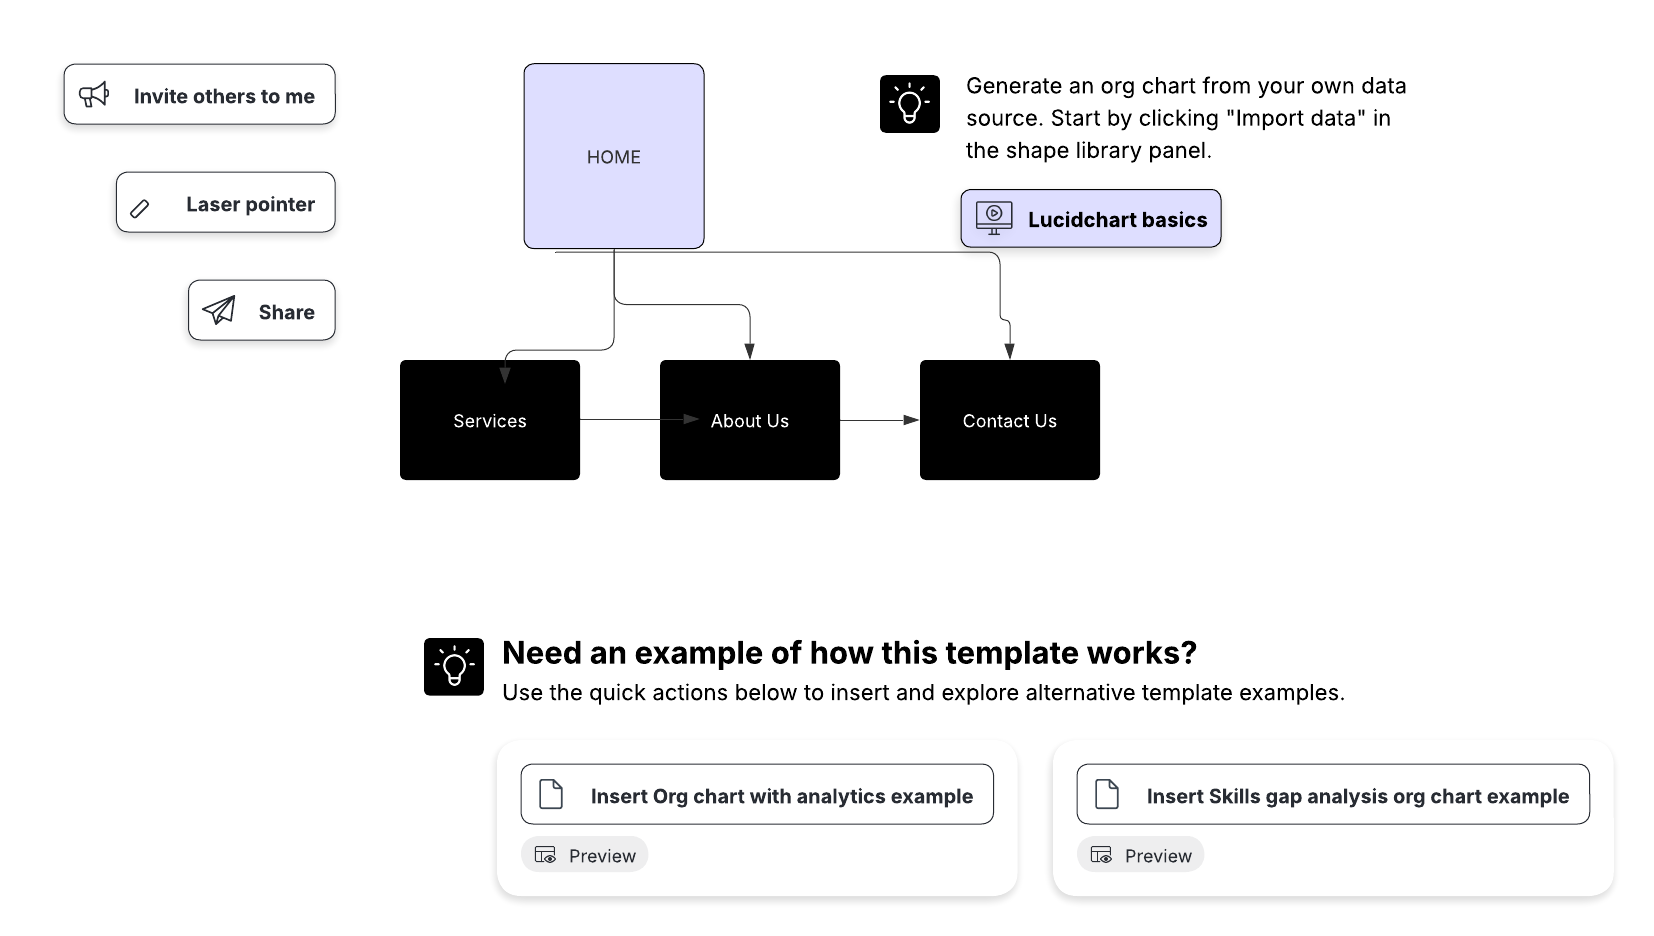 Invite others to me
Laser pointer
Share
HOME
Generate an org chart from your own data
source. Start by clicking "Import data" in
the shape library panel.
Lucidchart basics
Services
About Us
Contact Us
Need an example of how this template works?
Use the quick actions below to insert and explore alternative template examples.
Insert Org chart with analytics example
Preview
Insert Skills gap analysis org chart example
Preview